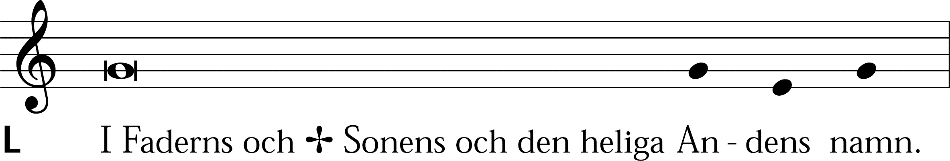 L I Faderns och ✢ Sonens och den heliga An - dens namn.